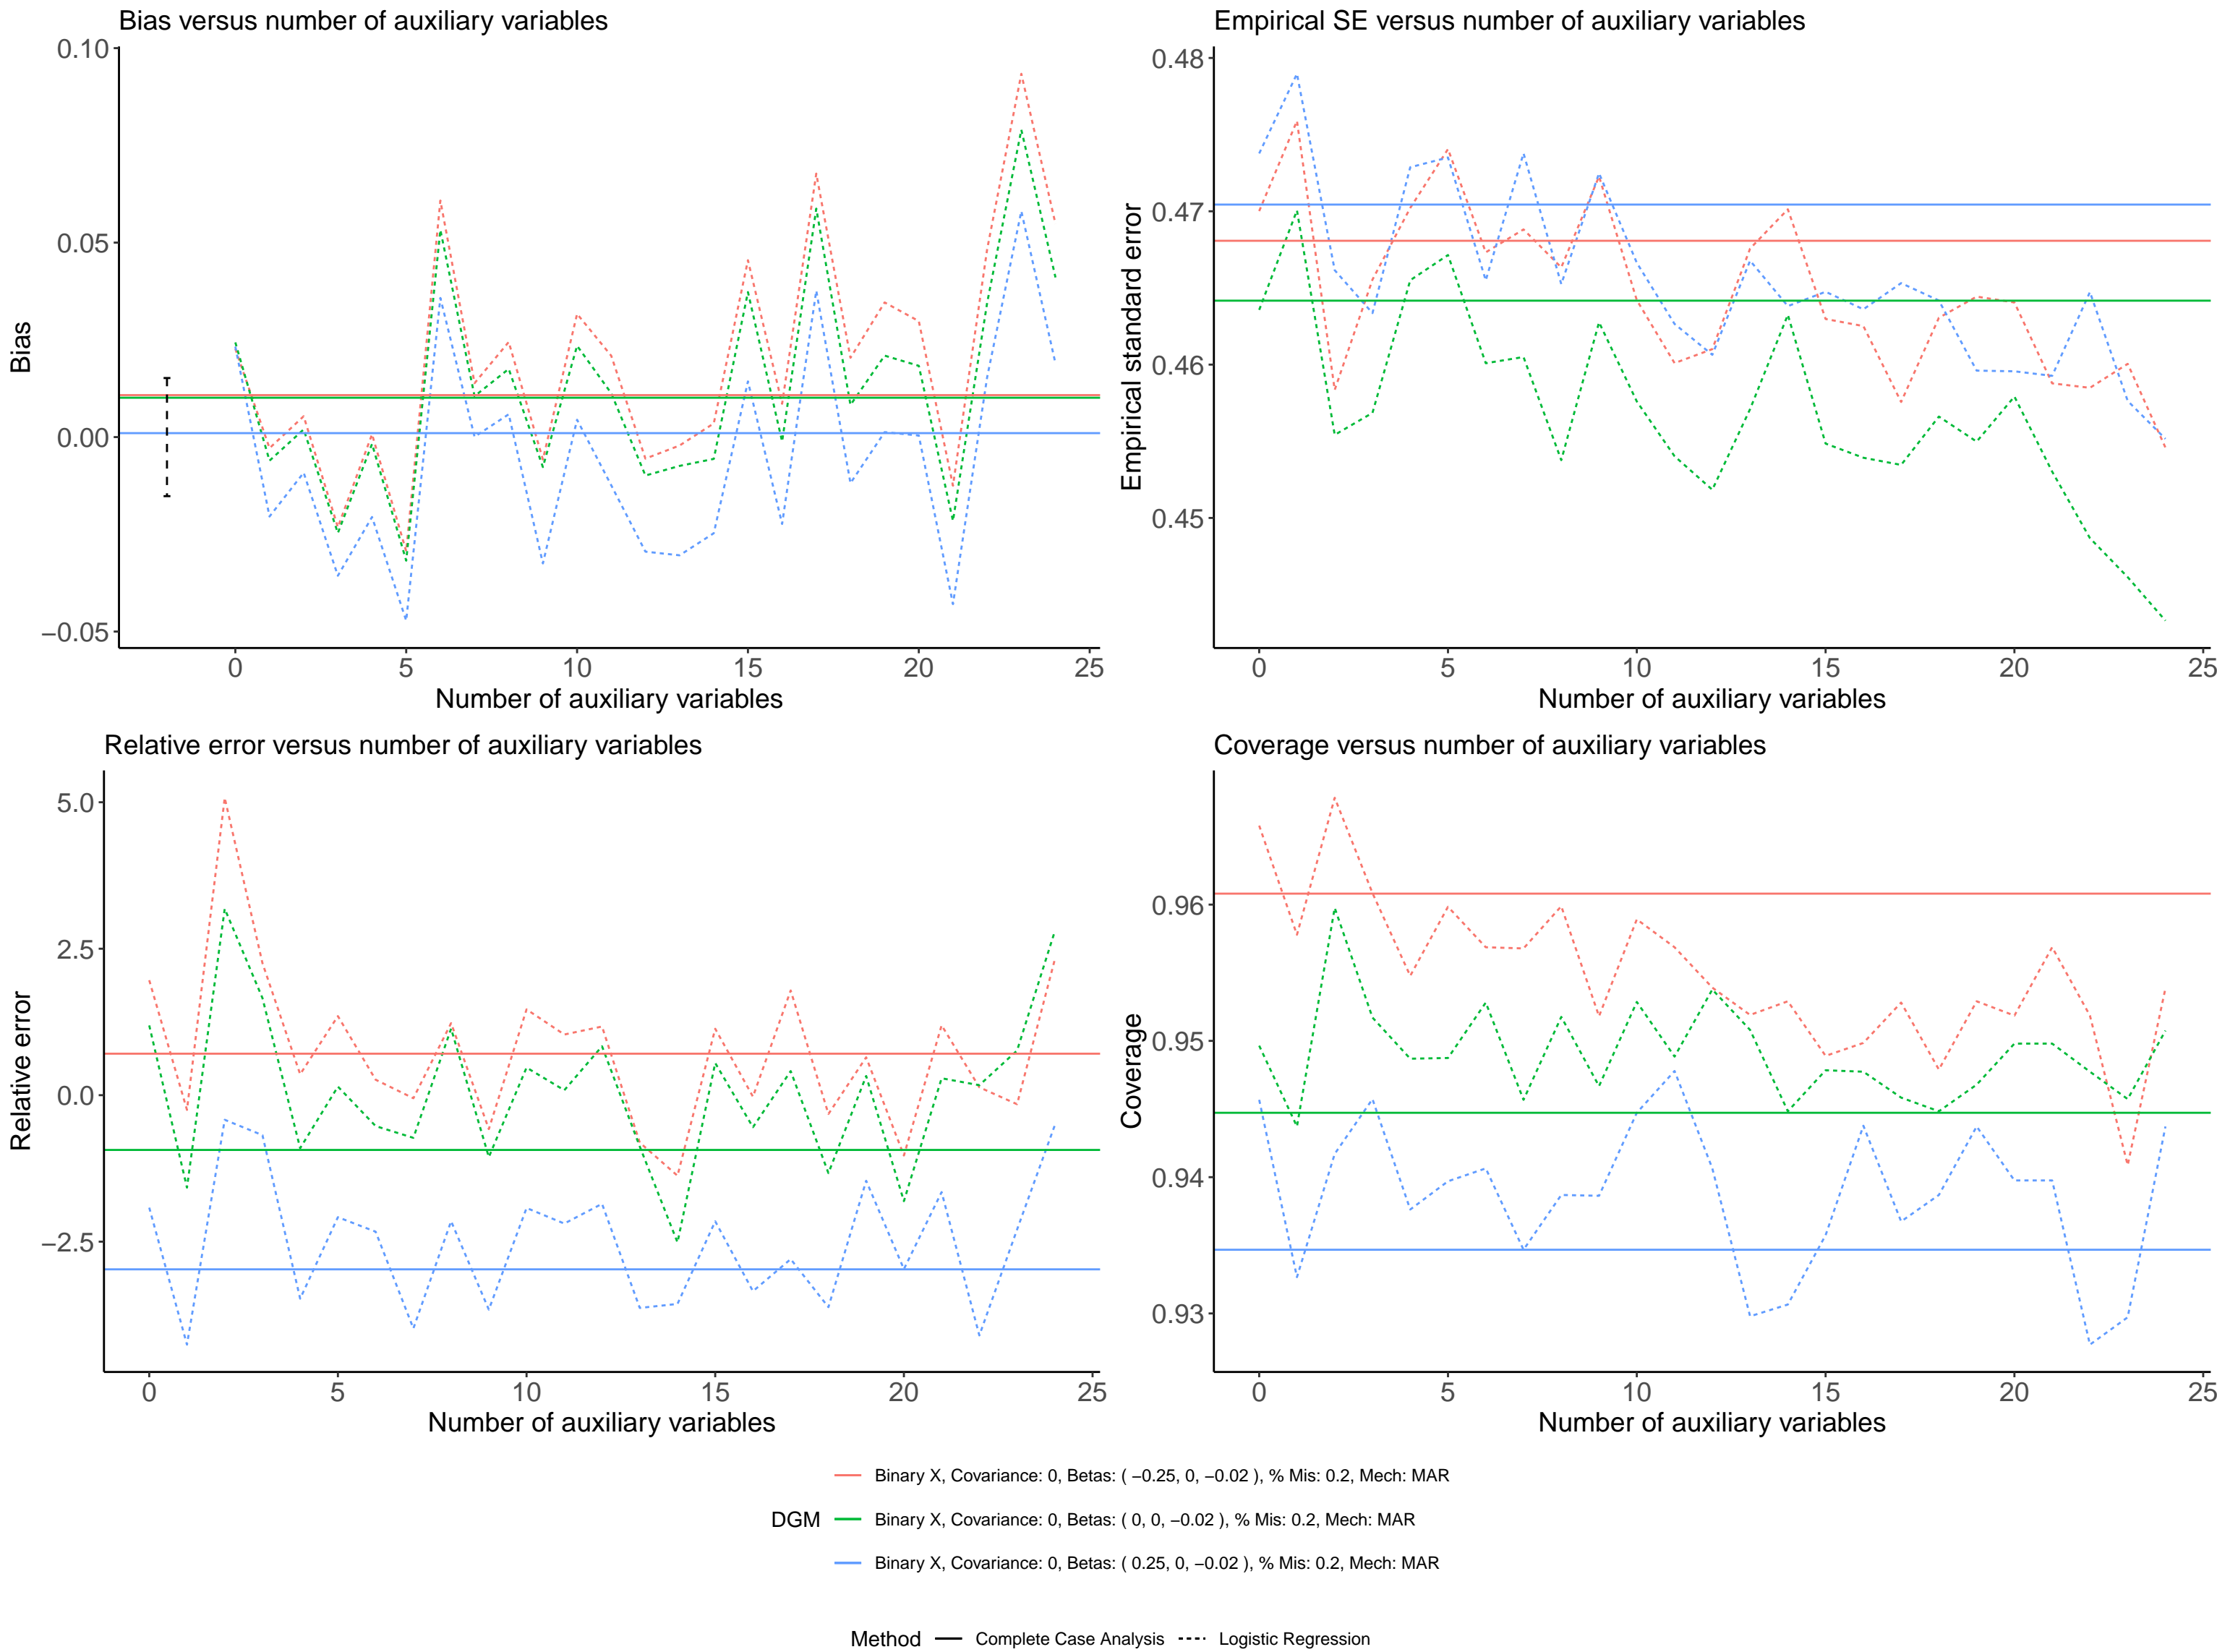 Bias versus number of auxiliary variables
0.10
0.05
0.00
−0.05
Bias
0 5 10 15 20 25
Number of auxiliary variables
Empirical SE versus number of auxiliary variables
0.48
0.47
0.46
0.45
Empirical standard error
0 5 10 15 20 25
Number of auxiliary variables
Relative error versus number of auxiliary variables
5.0
2.5
0.0
−2.5
Relative error
0 5 10 15 20 25
Number of auxiliary variables
Coverage versus number of auxiliary variables
0.96
0.95
0.94
0.93
Coverage
0 5 10 15 20 25
Number of auxiliary variables
DGM
Binary X, Covariance: 0, Betas: ( −0.25, 0, −0.02 ), % Mis: 0.2, Mech: MAR
Binary X, Covariance: 0, Betas: ( 0, 0, −0.02 ), % Mis: 0.2, Mech: MAR
Binary X, Covariance: 0, Betas: ( 0.25, 0, −0.02 ), % Mis: 0.2, Mech: MAR
Method Complete Case Analysis Logistic Regression